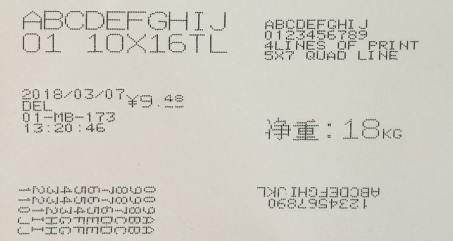 ABCDEFGHIJ
01 10X16TL
ABCDEFGHIJ
0123456789
4LINES OF PRINT
5X7 QUAD LINE
2018/03/07
DEL
01-MB-173
13:20:46
¥9.48
净重：18KG
1234567890
ABCDEFGHIJKL